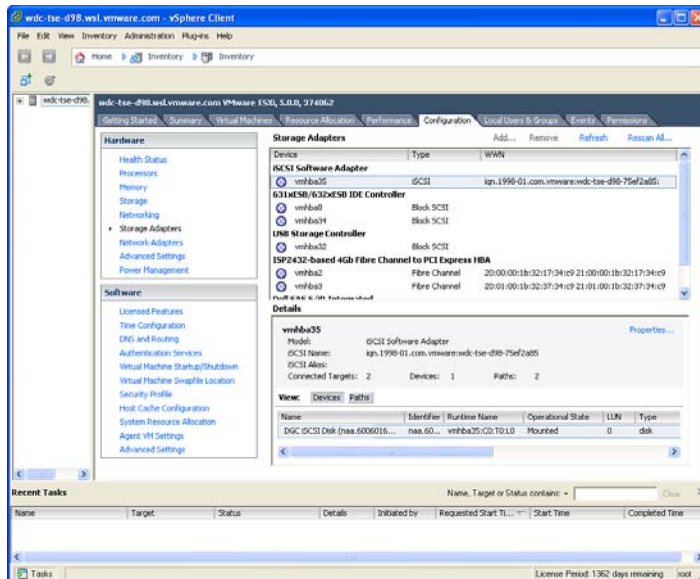 wdc-tse-d98.wsl.vmware.com - vSphere Client
File Edit View Inventory Administration Plug-ins Help
Home Inventory Inventory
wdc-tse-d98.
wdc-tse-d98.wsl.vmware.com VMware ESXi, 5.0.0, 374062
Getting Started Summary Virtual Machines Resource Allocation Performance Configuration Local Users & Groups Events Permissions
Hardware
Health Status
Processors
Memory
Storage
Networking
Storage Adapters
Network Adapters
Advanced Settings
Power Management
Software
Licensed Features
Time Configuration
DNS and Routing
Authentication Services
Virtual Machine Startup/Shutdown
Virtual Machine Swapfile Location
Security Profile
Host Cache Configuration
System Resource Allocation
Agent VM Settings
Advanced Settings
Storage Adapters Add... Remove Refresh Rescan All...
Device Type WWN
iSCSI Software Adapter
vmhba35 iSCSI iqn.1998-01.com.vmware:wdc-tse-d98-75ef2a85:
631xESB/632xESB IDE Controller
vmhba0 Block SCSI
vmhba34 Block SCSI
USB Storage Controller
vmhba32 Block SCSI
ISP2432-based 4Gb Fibre Channel to PCI Express HBA
vmhba2 Fibre Channel 20:00:00:1b:32:17:34:c9 21:00:00:1b:32:17:34:c9
vmhba3 Fibre Channel 20:01:00:1b:32:37:34:c9 21:01:00:1b:32:37:34:c9
Dell SAS 5/iR Integrated
Details
vmhba35 Properties...
Model: iSCSI Software Adapter
iSCSI Name: iqn.1998-01.com.vmware:wdc-tse-d98-75ef2a85
iSCSI Alias:
Connected Targets: 2 Devices: 1 Paths: 2
View: Devices Paths
Name Identifier Runtime Name Operational State LUN Type
DGC iSCSI Disk (naa.6006016... naa.60... vmhba35:C0:T0:L0 Mounted 0 disk
Recent Tasks Name, Target or Status contains: Clear
Name Target Status Details Initiated by Requested Start Ti... Start Time Completed Time
Tasks License Period: 1362 days remaining root